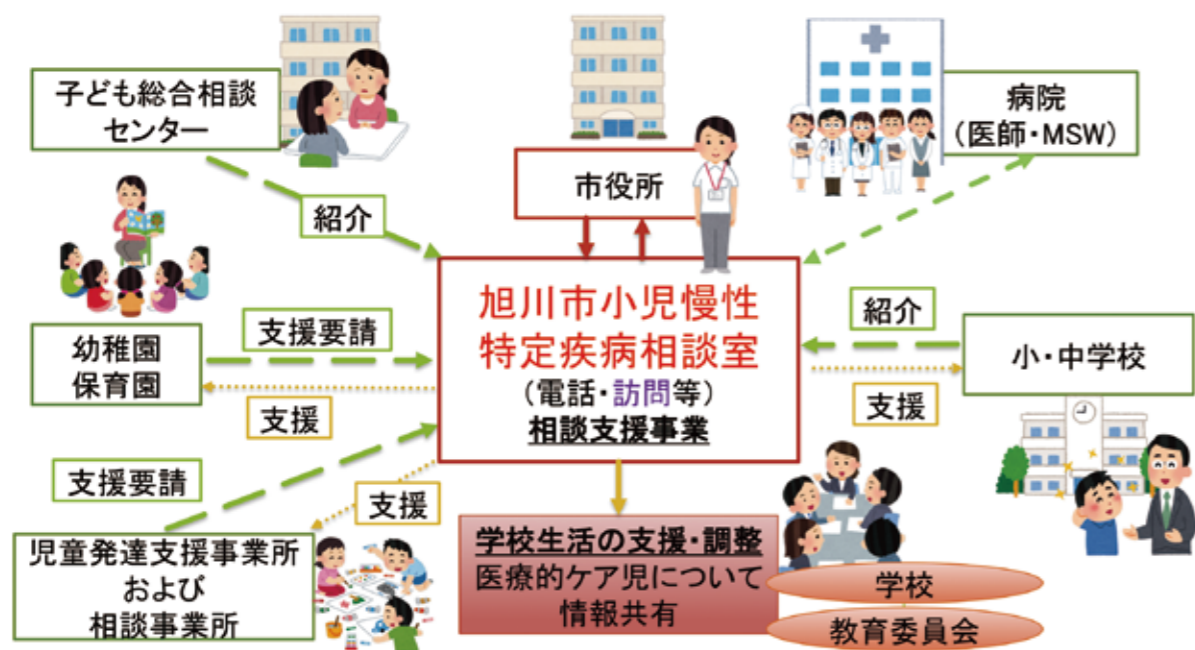 子ども総合相談
センター
市役所
病院
(医師・MSW)
紹介
旭川市小児慢性
特定疾病相談室
(電話・訪問等)
相談支援事業
幼稚園
保育園
支援要請
支援
紹介
支援
小・中学校
支援要請
支援
児童発達支援事業所
および
相談事業所
学校生活の支援・調整
医療的ケア児について
情報共有
学校
教育委員会